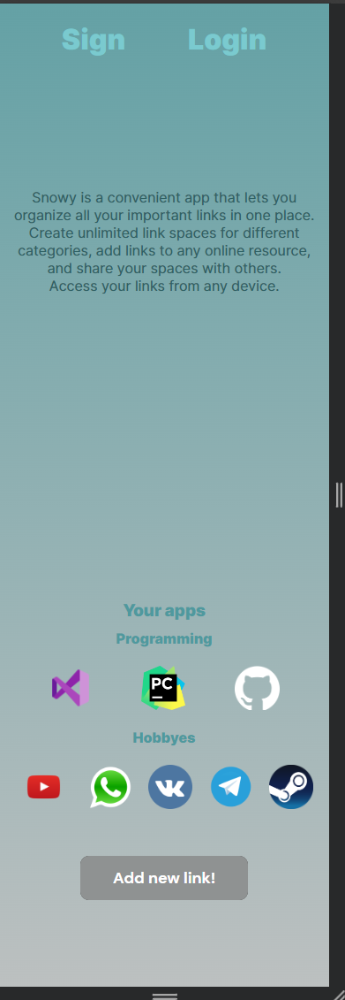 Sign Login
Snowy is a convenient app that lets you
organize all your important links in one place.
Create unlimited link spaces for different
categories, add links to any online resource,
and share your spaces with others.
Access your links from any device.
Your apps
Programming
PC
Hobbyes
Add new link!